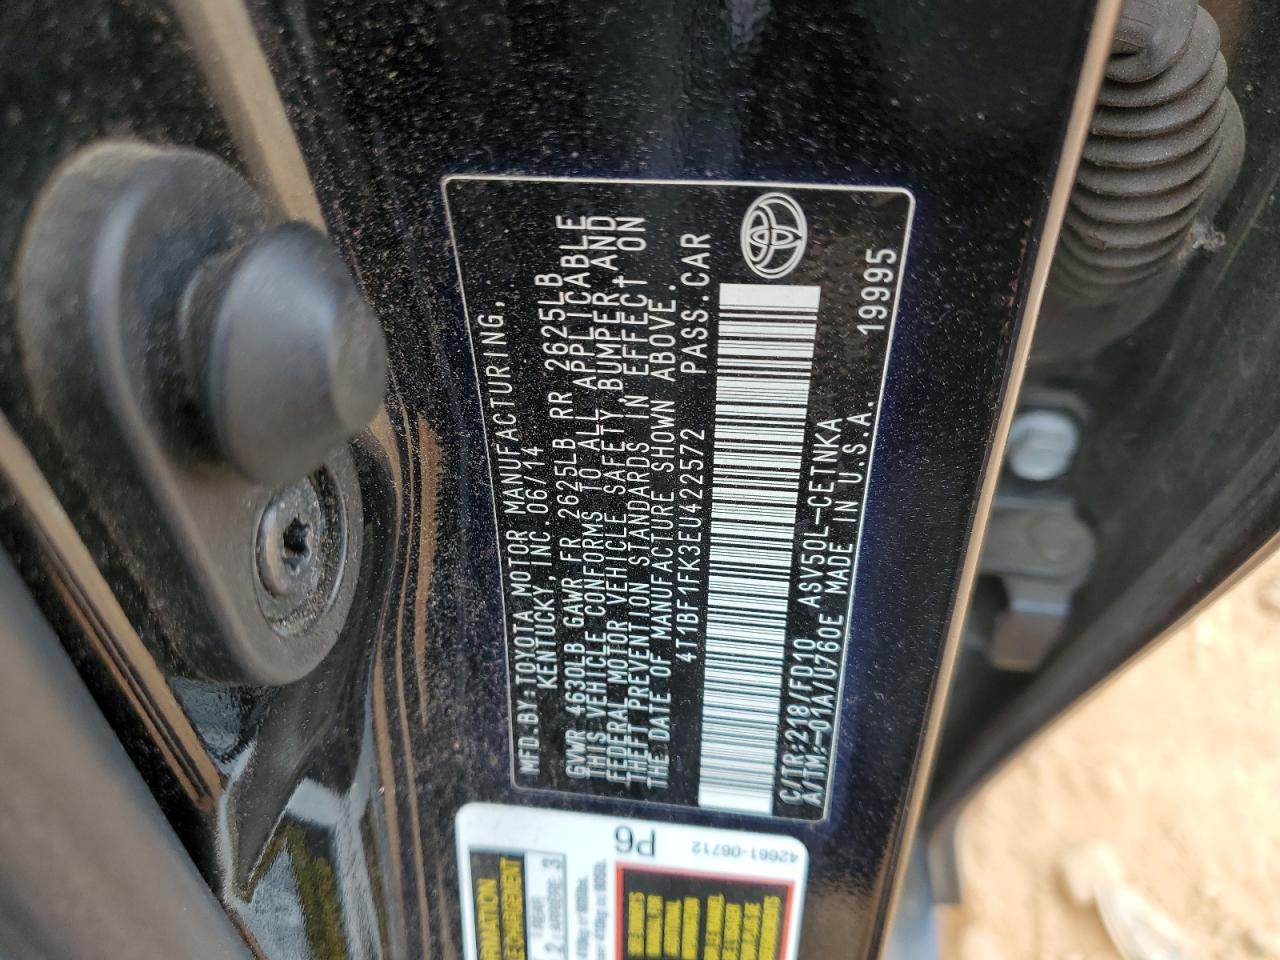 MFD.BY:TOYOTA MOTOR MANUFACTURING,
KENTUCKY, INC. 06/14
GVWR 4630LB GAWR FR 2625LB RR 2625LB
THIS VEHICLE CONFORMS TO ALL APPLICABLE
FEDERAL MOTOR VEHICLE SAFETY,BUMPER AND
THEFT PREVENTION STANDARDS IN EFFECT ON
THE DATE OF MANUFACTURE SHOWN ABOVE.
4T1BF1FK3EU422572 PASS.CAR
C/TR:218/FD10 ASV50L-CETNKA
A/TM:-01A/U760E MADE IN U.S.A. 19995
P6
42661-06712
2
3